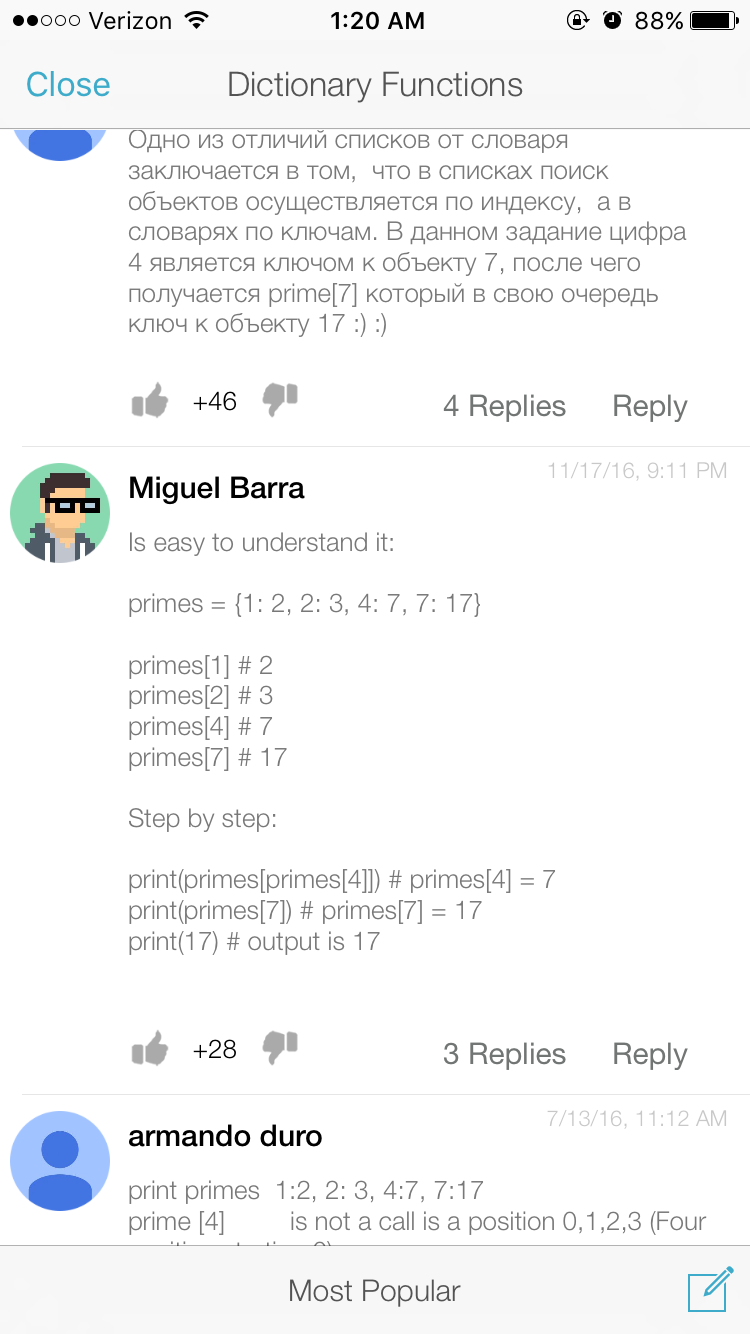 Verizon 1:20 AM 88%
Close Dictionary Functions
Одно из отличий списков от словаря
заключается в том, что в списках поиск
объектов осуществляется по индексу, а в
словарях по ключам. В данном задание цифра
4 является ключом к объекту 7, после чего
получается prime[7] который в свою очередь
ключ к объекту 17 :) :)
+46 4 Replies Reply
11/17/16, 9:11 PM
Miguel Barra
Is easy to understand it:
primes = {1: 2, 2: 3, 4: 7, 7: 17}
primes[1] # 2
primes[2] # 3
primes[4] # 7
primes[7] # 17
Step by step:
print(primes[primes[4]]) # primes[4] = 7
print(primes[7]) # primes[7] = 17
print(17) # output is 17
+28 3 Replies Reply
7/13/16, 11:12 AM
armando duro
print primes 1:2, 2: 3, 4:7, 7:17
prime [4] is not a call is a position 0,1,2,3 (Four
Most Popular